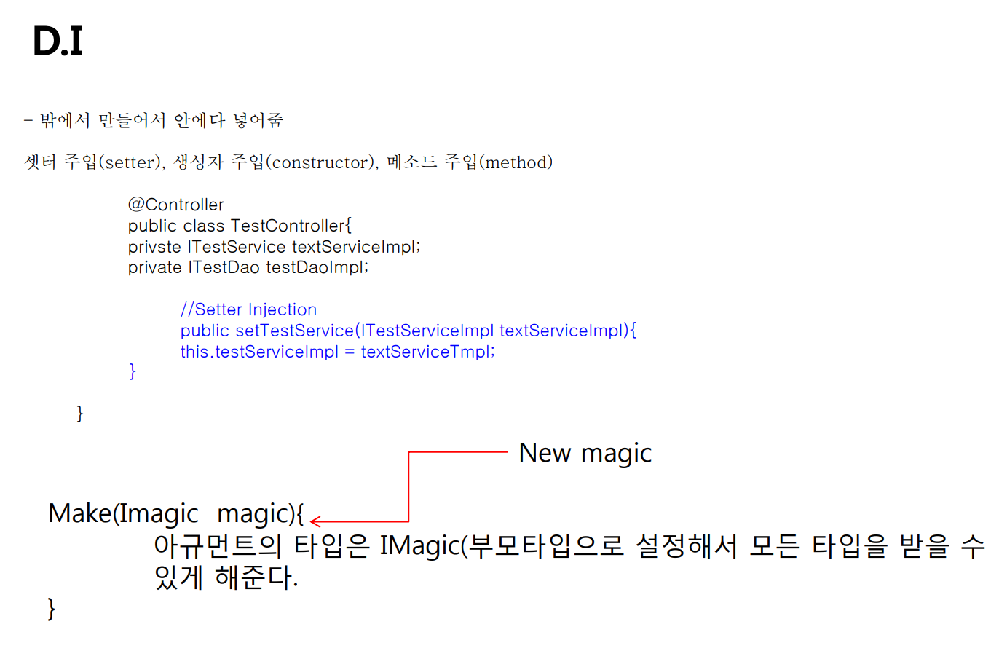 D.I
- 밖에서 만들어서 안에다 넣어줌
셋터 주입(setter), 생성자 주입(constructor), 메소드 주입(method)
@Controller
public class TestController{
privste ITestService textServiceImpl;
private ITestDao testDaoImpl;
//Setter Injection
public setTestService(ITestServiceImpl textServiceImpl){
this.testServiceImpl = textServiceTmpl;
}
}
New magic
Make(Imagic magic){
아규먼트의 타입은 IMagic(부모타입으로 설정해서 모든 타입을 받을 수
있게 해준다.
}